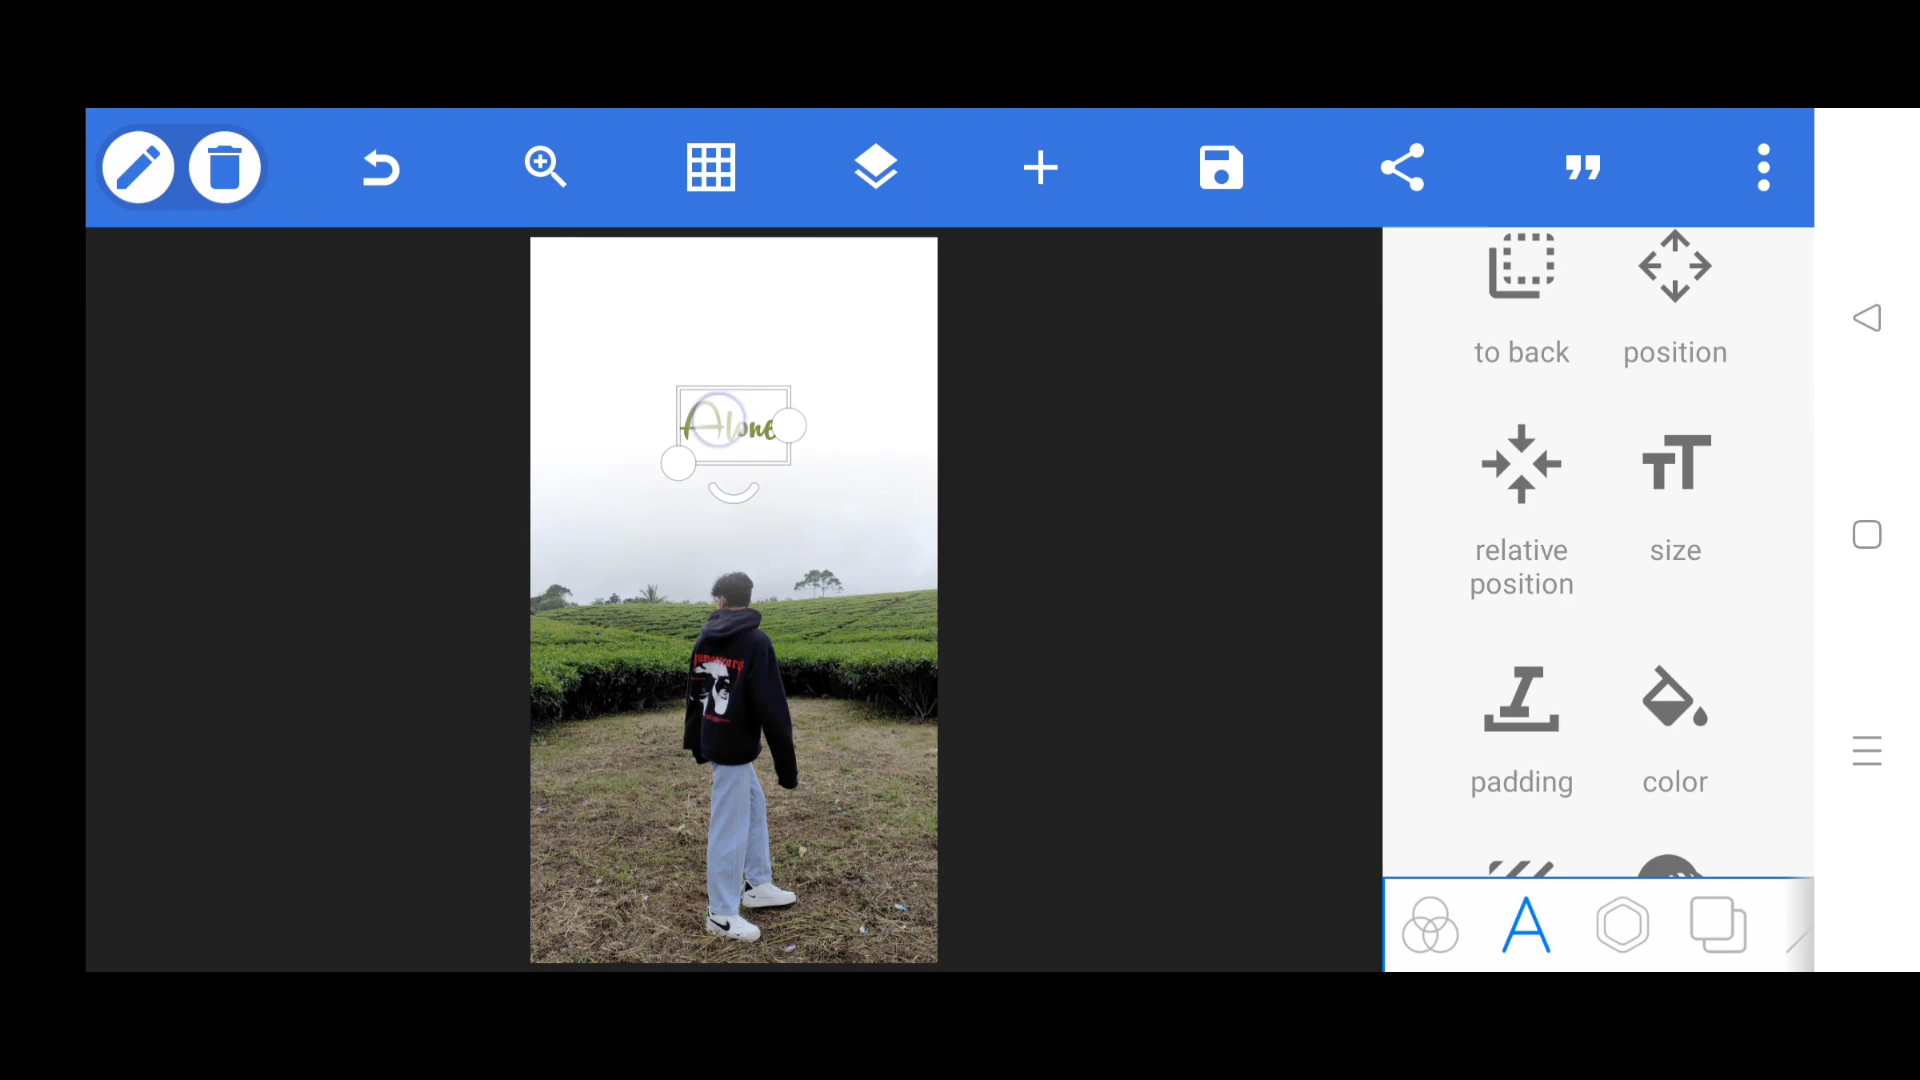 to back
position
Alone
relative
position
size
padding
color